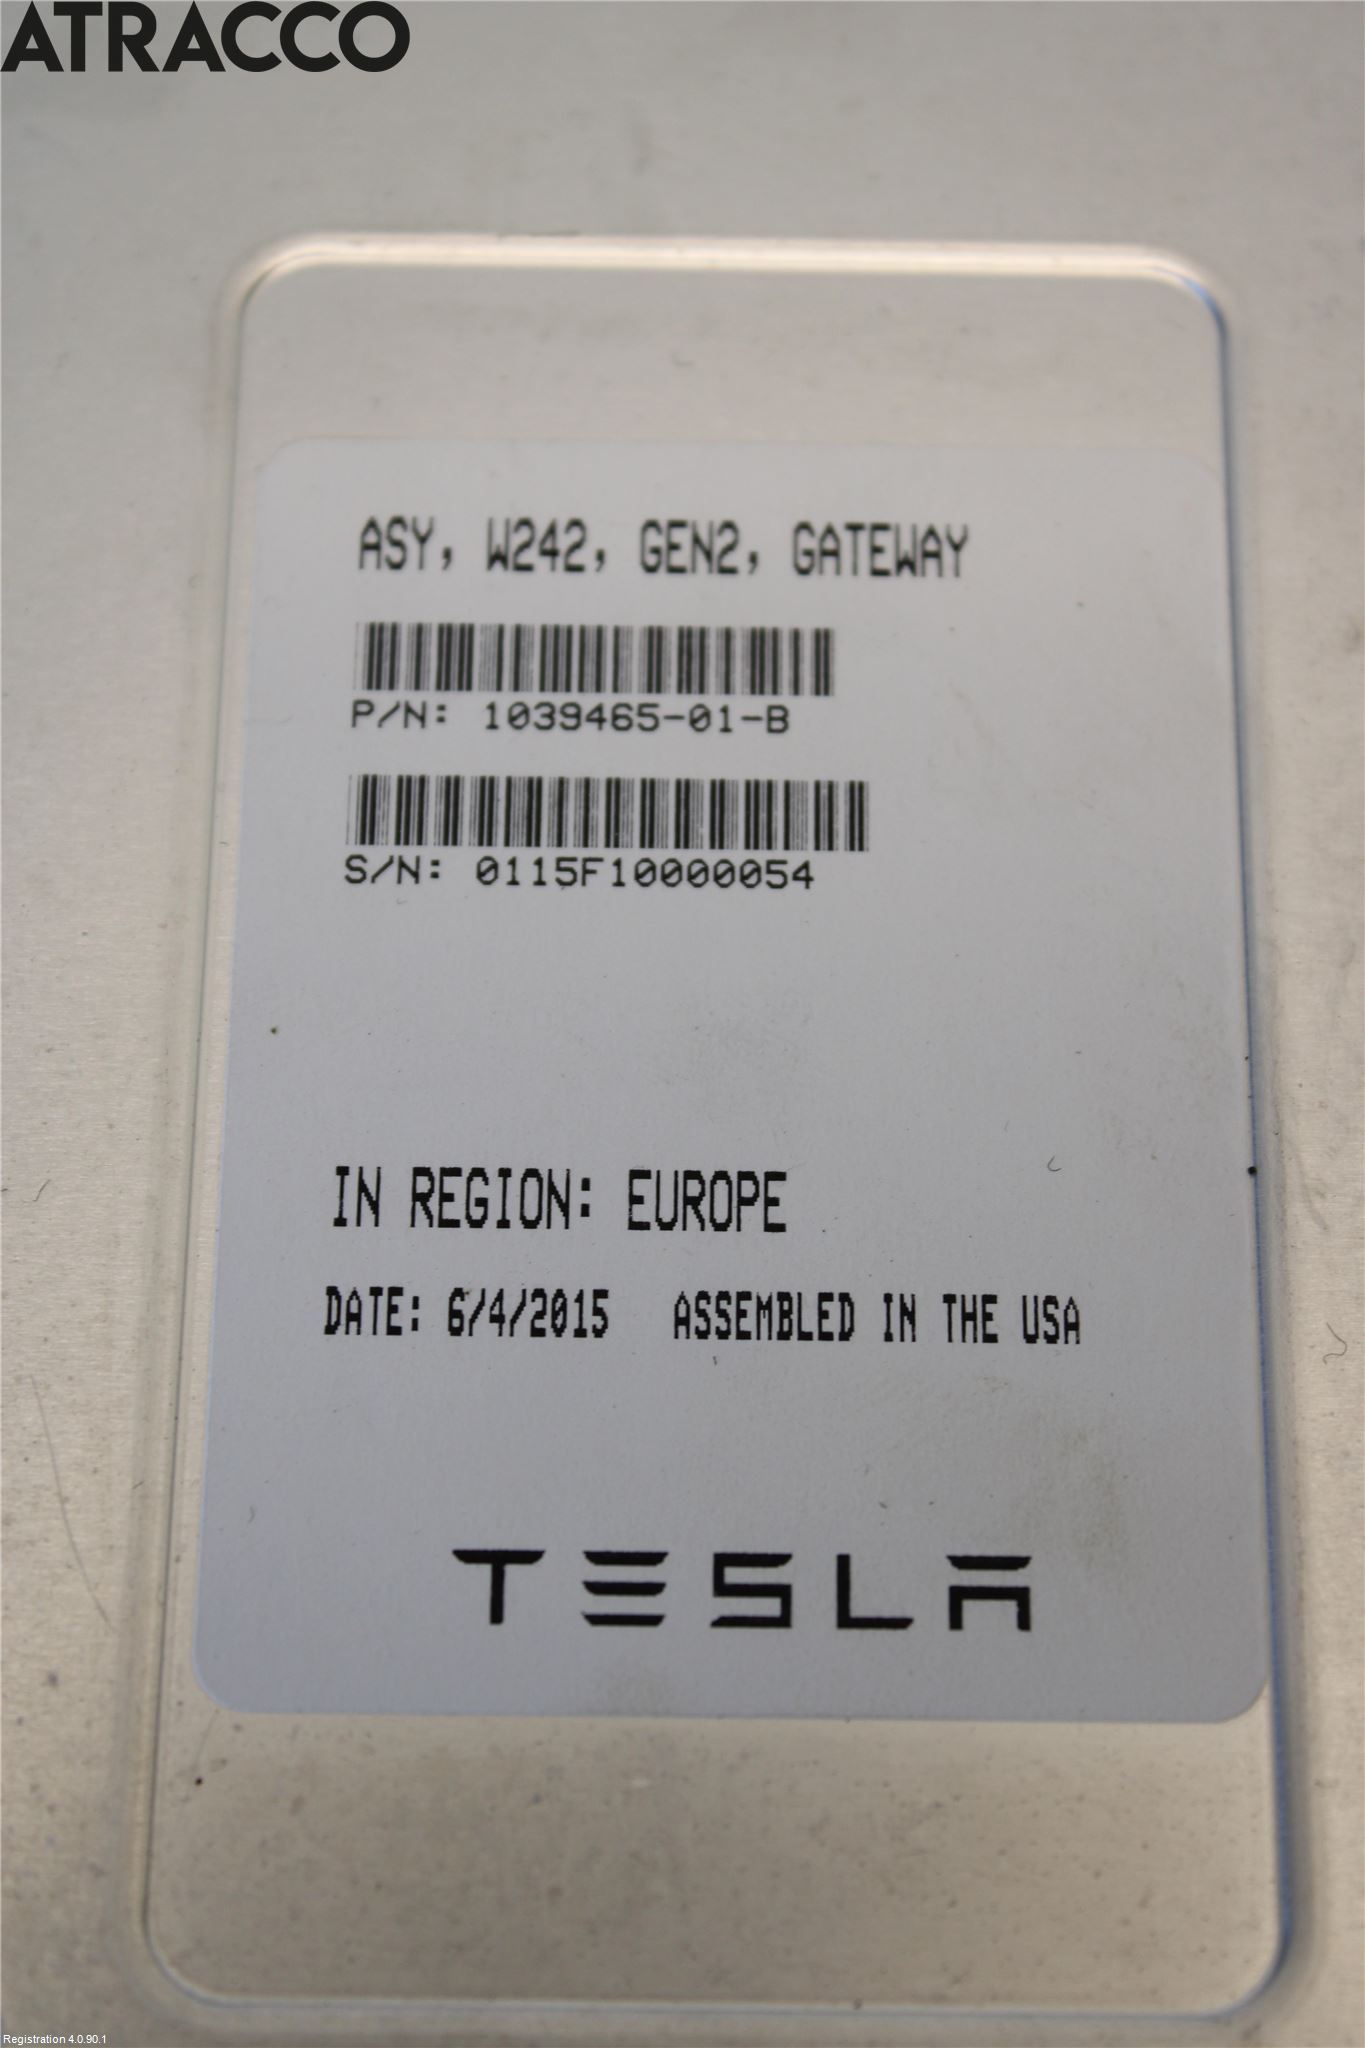 ATRACCO
ASY, W242, GEN2, GATEWAY
P/N: 1039465-01-B
S/N: 0115F10000054
IN REGION: EUROPE
DATE: 6/4/2015 ASSEMBLED IN THE USA
TESLA
Registration 4.0.90.1